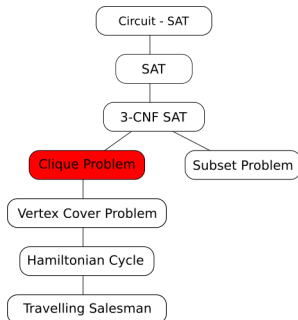 Circuit - SAT
SAT
3-CNF SAT
Clique Problem
Subset Problem
Vertex Cover Problem
Hamiltonian Cycle
Travelling Salesman